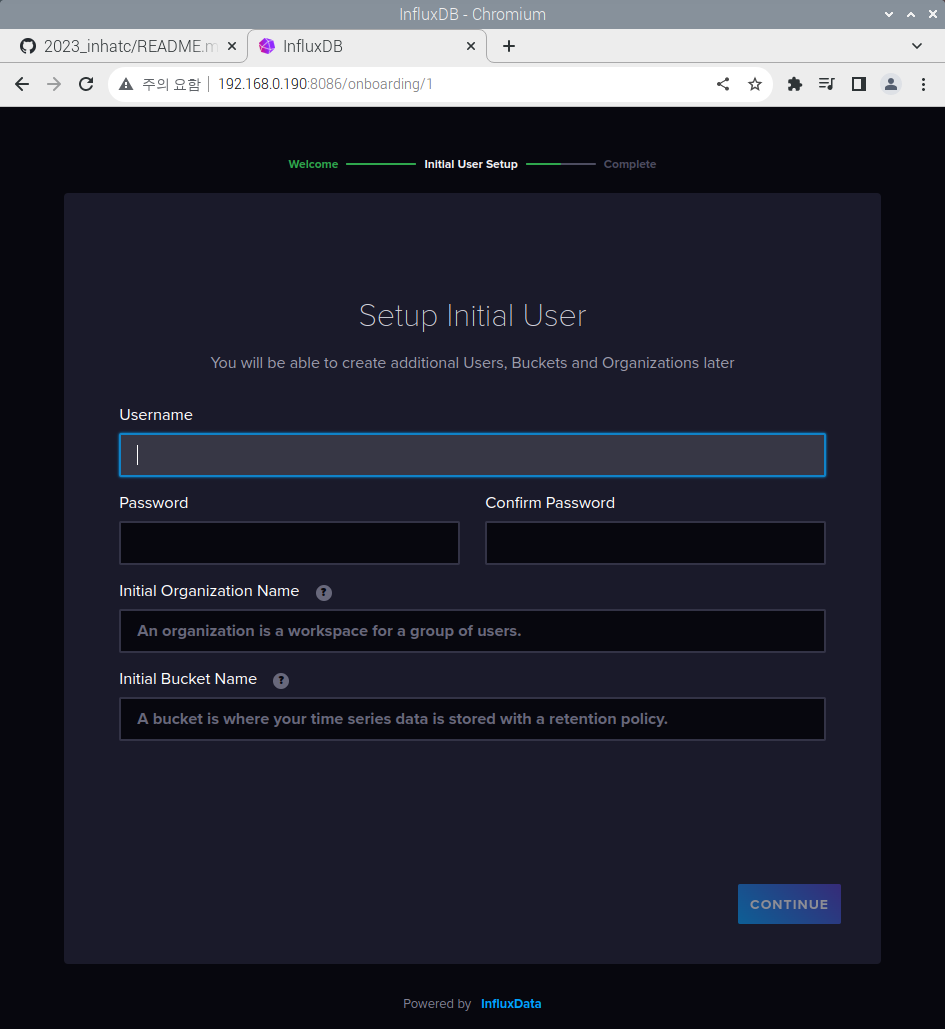 InfluxDB - Chromium
2023_inhatc/README.m
InfluxDB
주의 요함
192.168.0.190:8086/onboarding/1
Welcome
Initial User Setup
Complete
Setup Initial User
You will be able to create additional Users, Buckets and Organizations later
Username
Password
Confirm Password
Initial Organization Name ?
An organization is a workspace for a group of users.
Initial Bucket Name ?
A bucket is where your time series data is stored with a retention policy.
CONTINUE
Powered by InfluxData